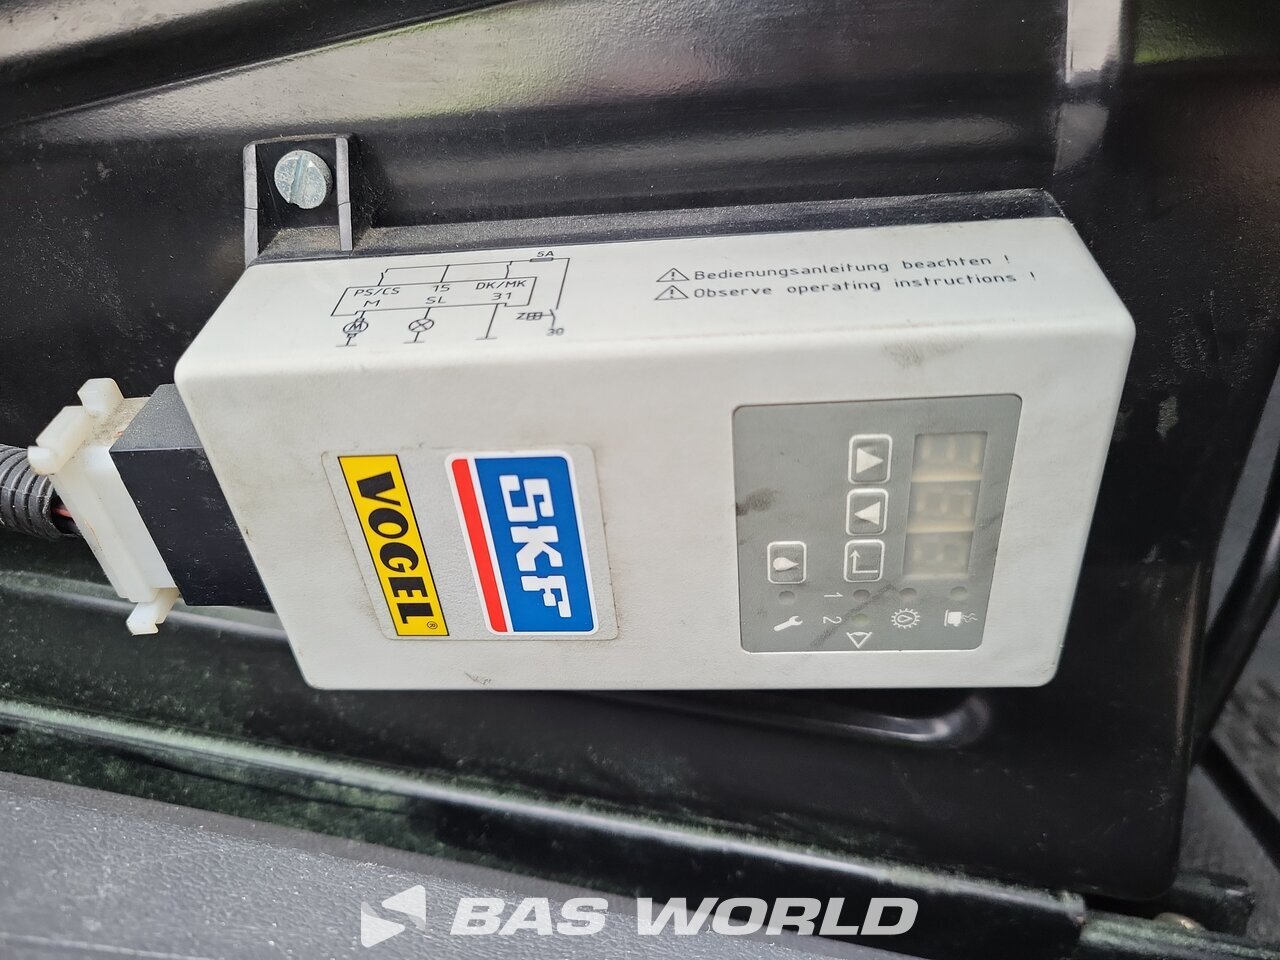 5A
PS/CS 15 DK/MK
M SL 31
M
Z
30
Bedienungsanleitung beachten !
Observe operating instructions !
VOGEL ®
SKF
1
2
BAS WORLD